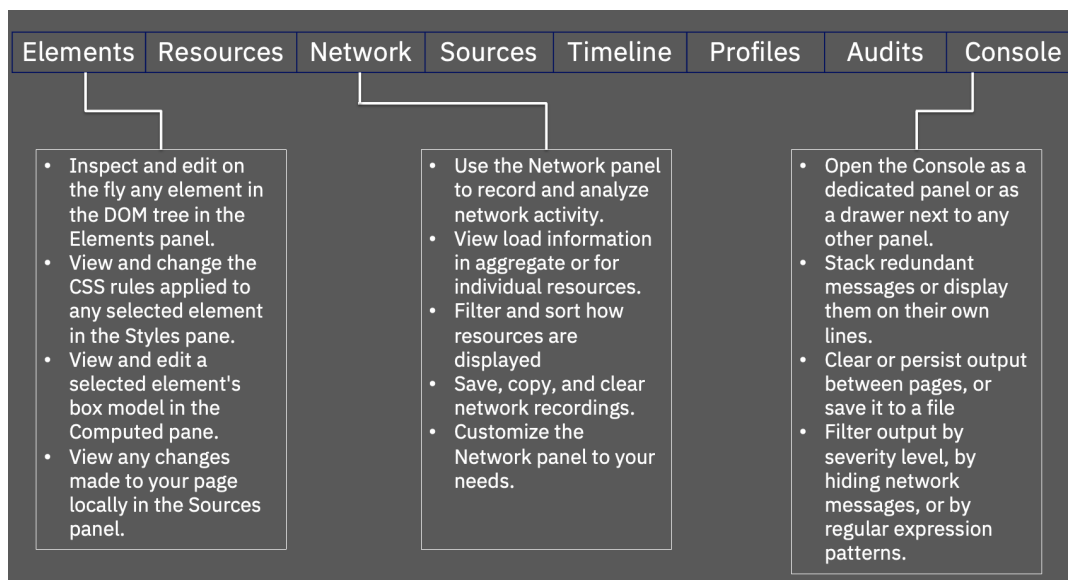 Elements Resources Network Sources Timeline Profiles Audits Console
• Inspect and edit on
the fly any element in
the DOM tree in the
Elements panel.
• View and change the
CSS rules applied to
any selected element
in the Styles pane.
• View and edit a
selected element's
box model in the
Computed pane.
• View any changes
made to your page
locally in the Sources
panel.
• Use the Network panel
to record and analyze
network activity.
• View load information
in aggregate or for
individual resources.
• Filter and sort how
resources are
displayed
• Save, copy, and clear
network recordings.
• Customize the
Network panel to your
needs.
• Open the Console as a
dedicated panel or as
a drawer next to any
other panel.
• Stack redundant
messages or display
them on their own
lines.
• Clear or persist output
between pages, or
save it to a file
• Filter output by
severity level, by
hiding network
messages, or by
regular expression
patterns.